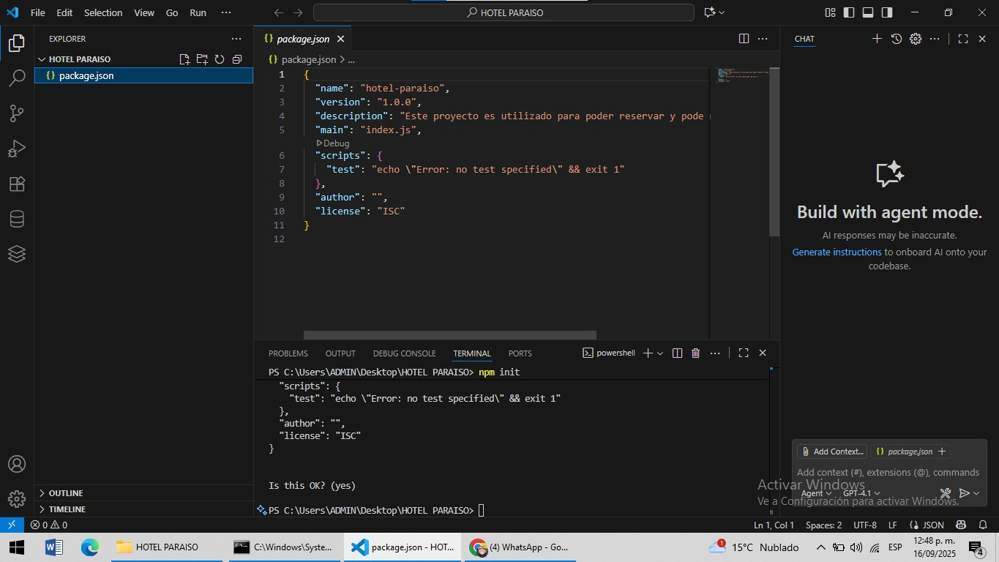 File Edit Selection View Go Run ···
HOTEL PARAISO
EXPLORER
HOTEL PARAISO
package.json
OUTLINE
TIMELINE
package.json
package.json > ...
1 {
2 "name": "hotel-paraiso",
3 "version": "1.0.0",
4 "description": "Este proyecto es utilizado para poder reservar y pode
5 "main": "index.js",
Debug
6 "scripts": {
7 "test": "echo \"Error: no test specified\" && exit 1"
8 },
9 "author": "",
10 "license": "ISC"
11 }
12
PROBLEMS OUTPUT DEBUG CONSOLE TERMINAL PORTS
powershell
PS C:\Users\ADMIN\Desktop\HOTEL PARAISO> npm init
"scripts": {
"test": "echo \"Error: no test specified\" && exit 1"
},
"author": "",
"license": "ISC"
}
Is this OK? (yes)
PS C:\Users\ADMIN\Desktop\HOTEL PARAISO>
CHAT
Build with agent mode.
AI responses may be inaccurate.
Generate instructions to onboard AI onto your
codebase.
Add Context... package.json
Add context (#), extensions (@), commands
Agent GPT-4.1
Activar Windows
Ve a Configuración para activar Windows.
0 0
Ln 1, Col 1 Spaces: 2 UTF-8 LF JSON
HOTEL PARAISO
C:\Windows\Syste...
package.json - HOT...
(4) WhatsApp - Go...
1
15°C Nublado
ESP
12:48 p. m.
16/09/2025
4